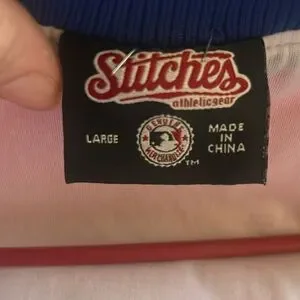 Stitches
athleticgear
LARGE
GENUINE
MERCHANDISE
TM
MADE IN
CHINA